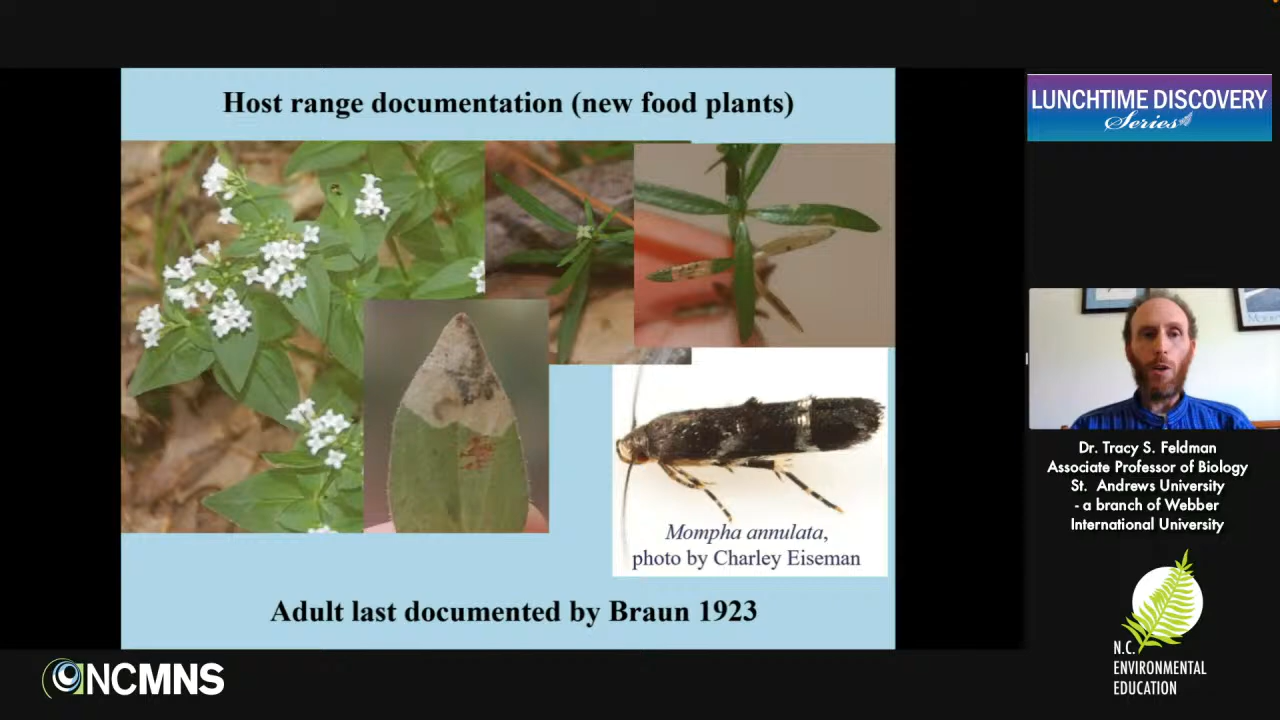 Host range documentation (new food plants)
Mompha annulata,
photo by Charley Eiseman
Adult last documented by Braun 1923
LUNCHTIME DISCOVERY
Series
Dr. Tracy S. Feldman
Associate Professor of Biology
St. Andrews University
- a branch of Webber
International University
N.C.
ENVIRONMENTAL
EDUCATION
NCMNS